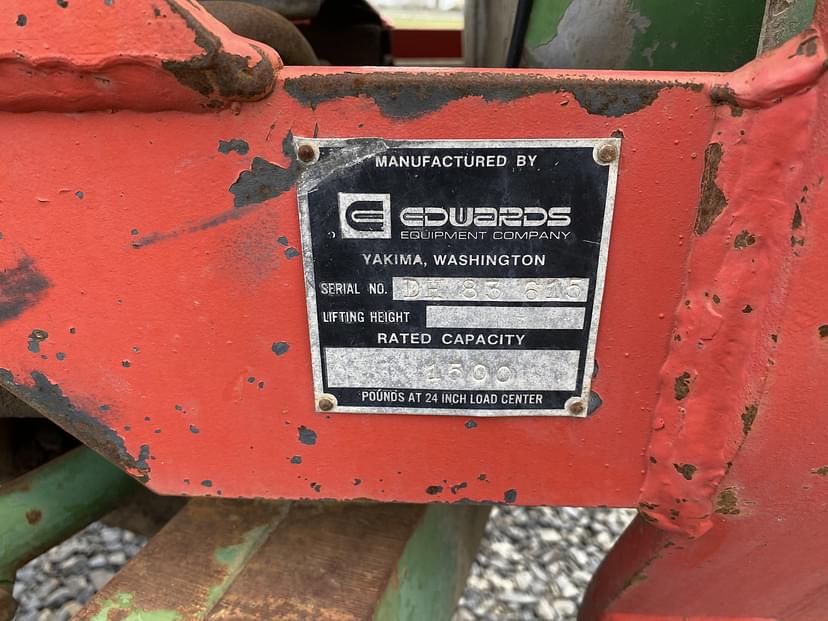 MANUFACTURED BY
E EDWARDS
EQUIPMENT COMPANY
YAKIMA, WASHINGTON
SERIAL NO. DH 83 615
LIFTING HEIGHT
RATED CAPACITY
1500
POUNDS AT 24 INCH LOAD CENTER